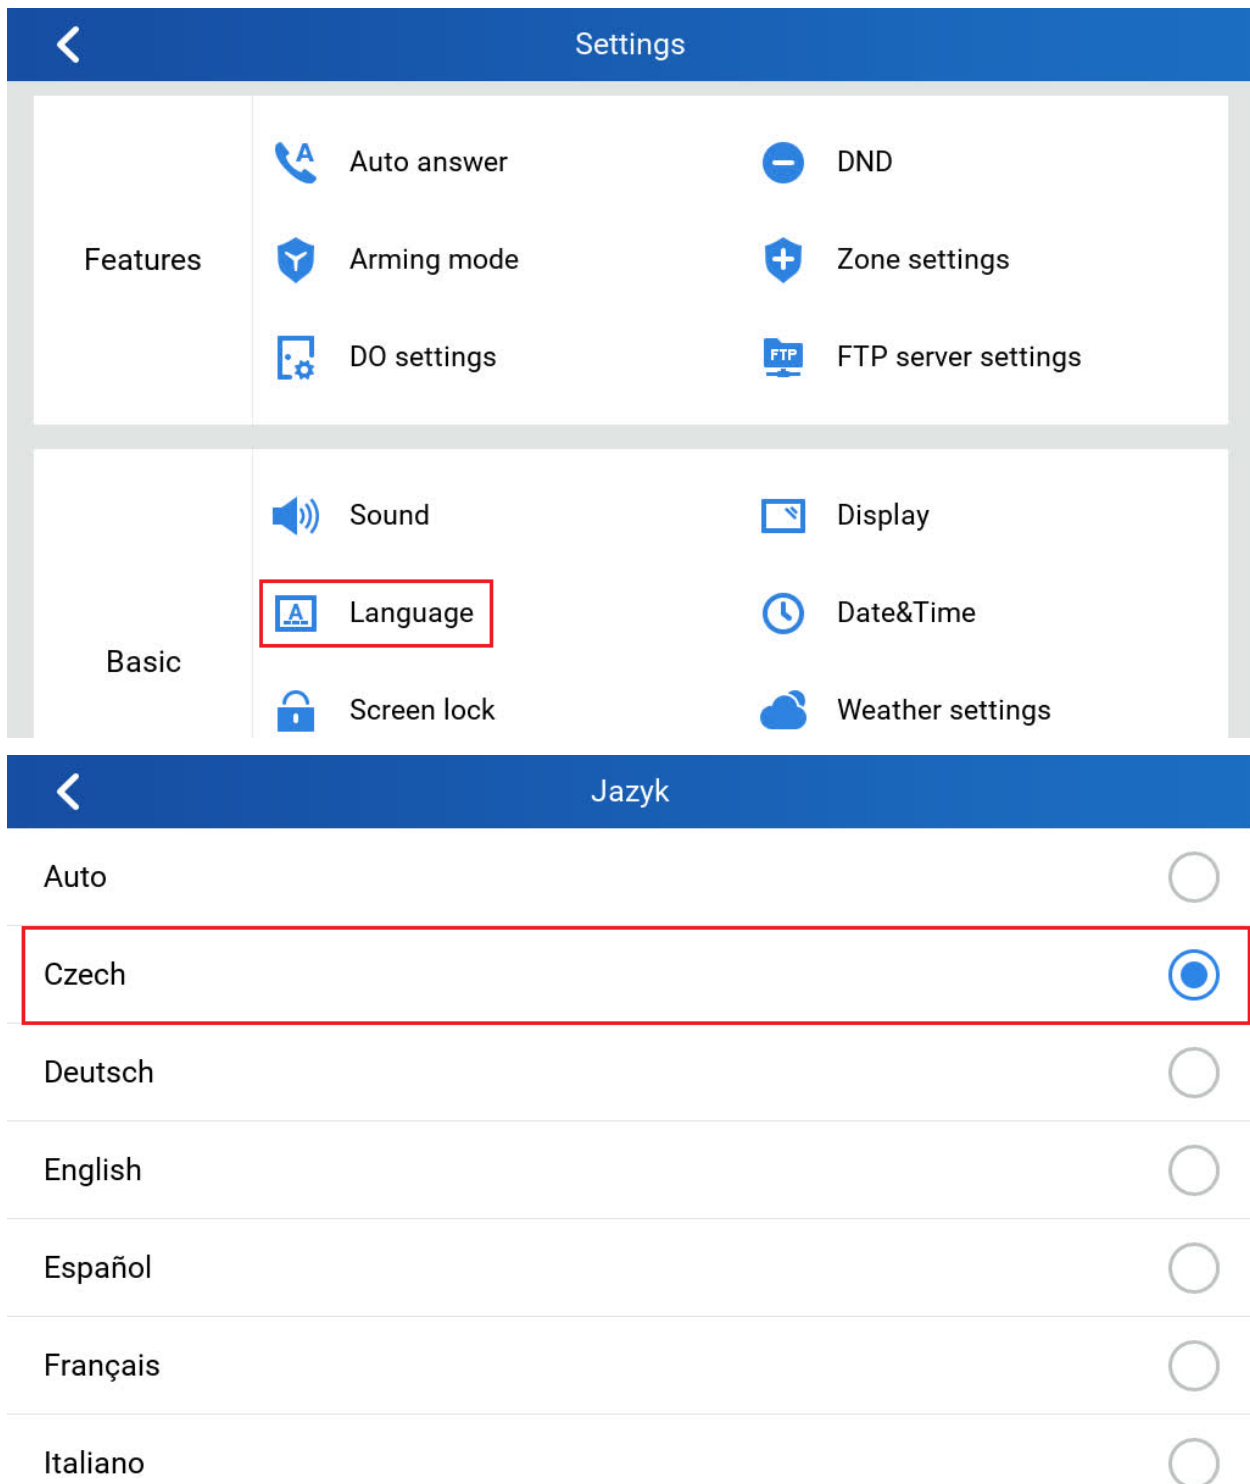 Settings
Features
Auto answer
DND
Arming mode
Zone settings
DO settings
FTP
FTP server settings
Basic
Sound
Display
A
Language
Date&Time
Screen lock
Weather settings
Jazyk
Auto
Czech
Deutsch
English
Español
Français
Italiano